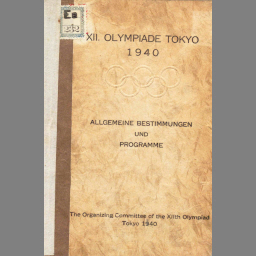 XII. OLYMPIADE TOKYO
1940
ALLGEMEINE BESTIMMUNGEN
UND
PROGRAMME
The Organizing Committee of the XIIth Olympiad
Tokyo 1940